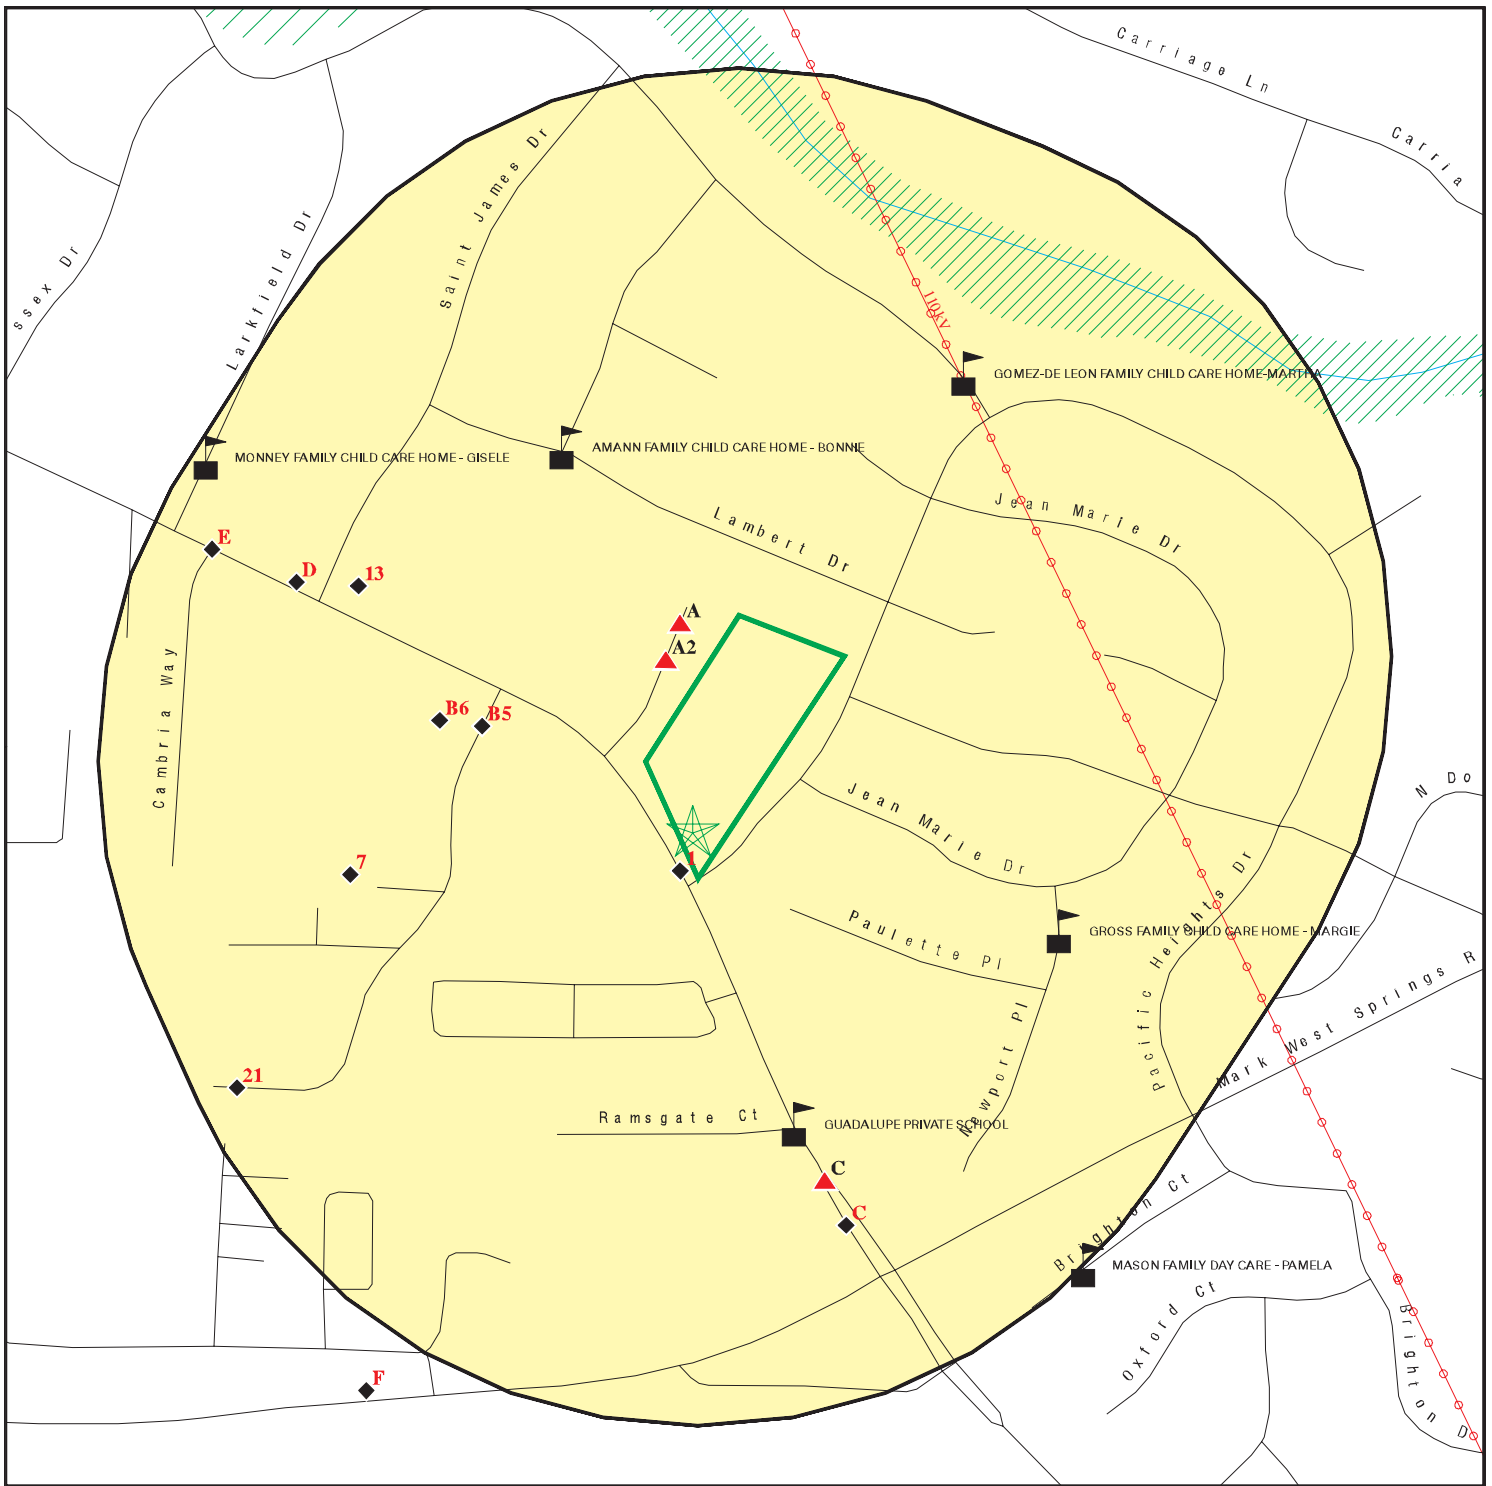 Carriage Ln
Carria
Saint James Dr
Larkfield Dr
ssex Dr
110kV
GOMEZ-DE LEON FAMILY CHILD CARE HOME-MARTHA
AMANN FAMILY CHILD CARE HOME - BONNIE
MONNEY FAMILY CHILD CARE HOME - GISELE
Jean Marie Dr
Lambert Dr
E
D
13
A
A2
Cambria Way
B6
B5
N Do
Jean Marie Dr
7
1
Pacific Heights Dr
Paulette Pl
GROSS FAMILY CHILD CARE HOME - MARGIE
Mark West Springs R
Newport Pl
21
Ramsgate Ct
GUADALUPE PRIVATE SCHOOL
C
C
Brighton Ct
MASON FAMILY DAY CARE - PAMELA
Oxford Ct
Brighton D
F